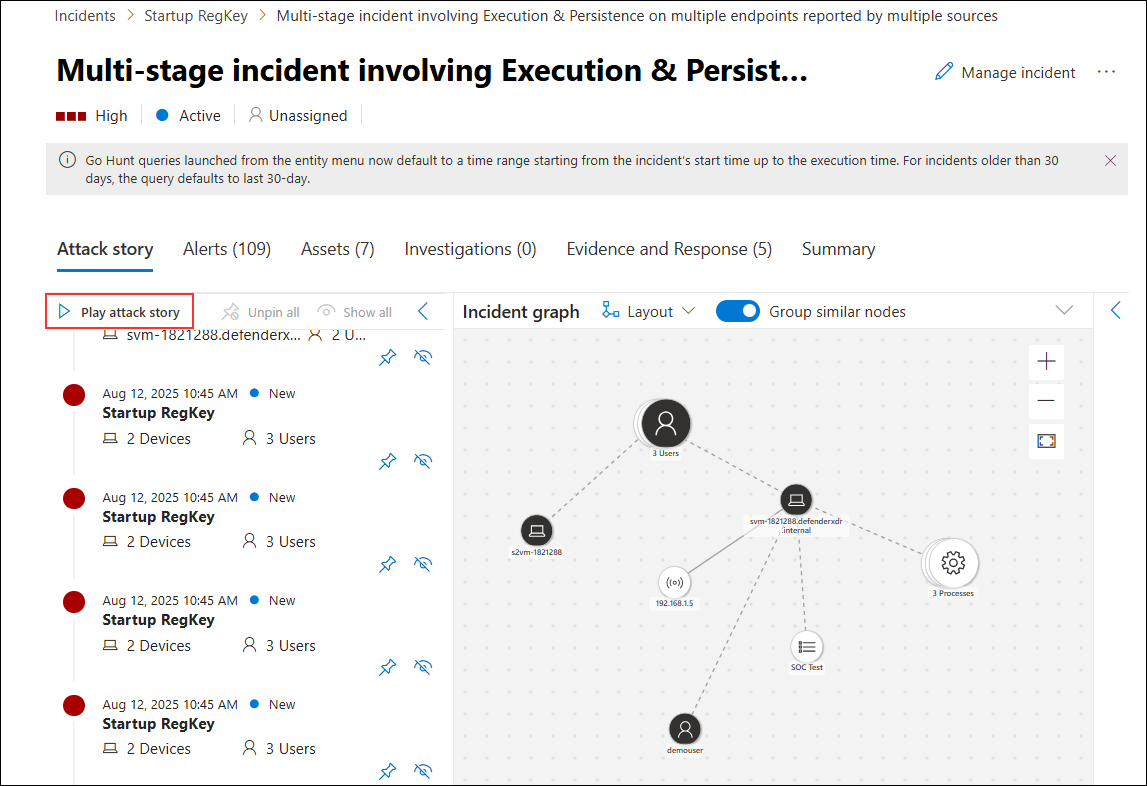 Incidents > Startup RegKey > Multi-stage incident involving Execution & Persistence on multiple endpoints reported by multiple sources
Multi-stage incident involving Execution & Persist...
Manage incident ...
High Active Unassigned
Go Hunt queries launched from the entity menu now default to a time range starting from the incident's start time up to the execution time. For incidents older than 30
days, the query defaults to last 30-day.
Attack story Alerts (109) Assets (7) Investigations (0) Evidence and Response (5) Summary
Play attack story Unpin all Show all
svm-1821288.defenderx... 2 U...
Aug 12, 2025 10:45 AM New
Startup RegKey
2 Devices 3 Users
Aug 12, 2025 10:45 AM New
Startup RegKey
2 Devices 3 Users
Aug 12, 2025 10:45 AM New
Startup RegKey
2 Devices 3 Users
Aug 12, 2025 10:45 AM New
Startup RegKey
2 Devices 3 Users
Incident graph Layout Group similar nodes
3 Users
svm-1821288.defenderxdr
.internal
s2vm-1821288
3 Processes
192.168.1.5
SOC Test
demouser